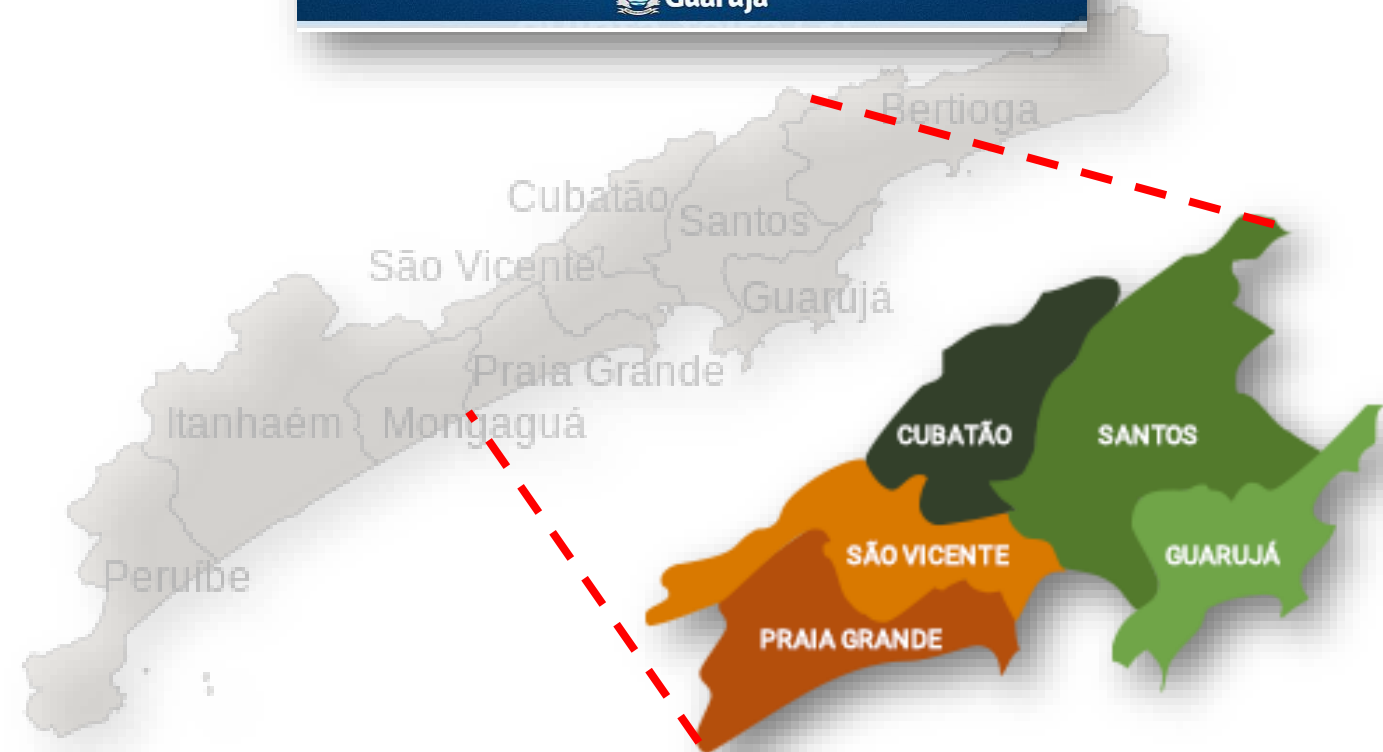 Guarujá
Bertioga
Cubatão
Santos
São Vicente
Guarujá
Praia Grande
Itanhaém
Mongaguá
Peruíbe
CUBATÃO
SANTOS
SÃO VICENTE
GUARUJÁ
PRAIA GRANDE